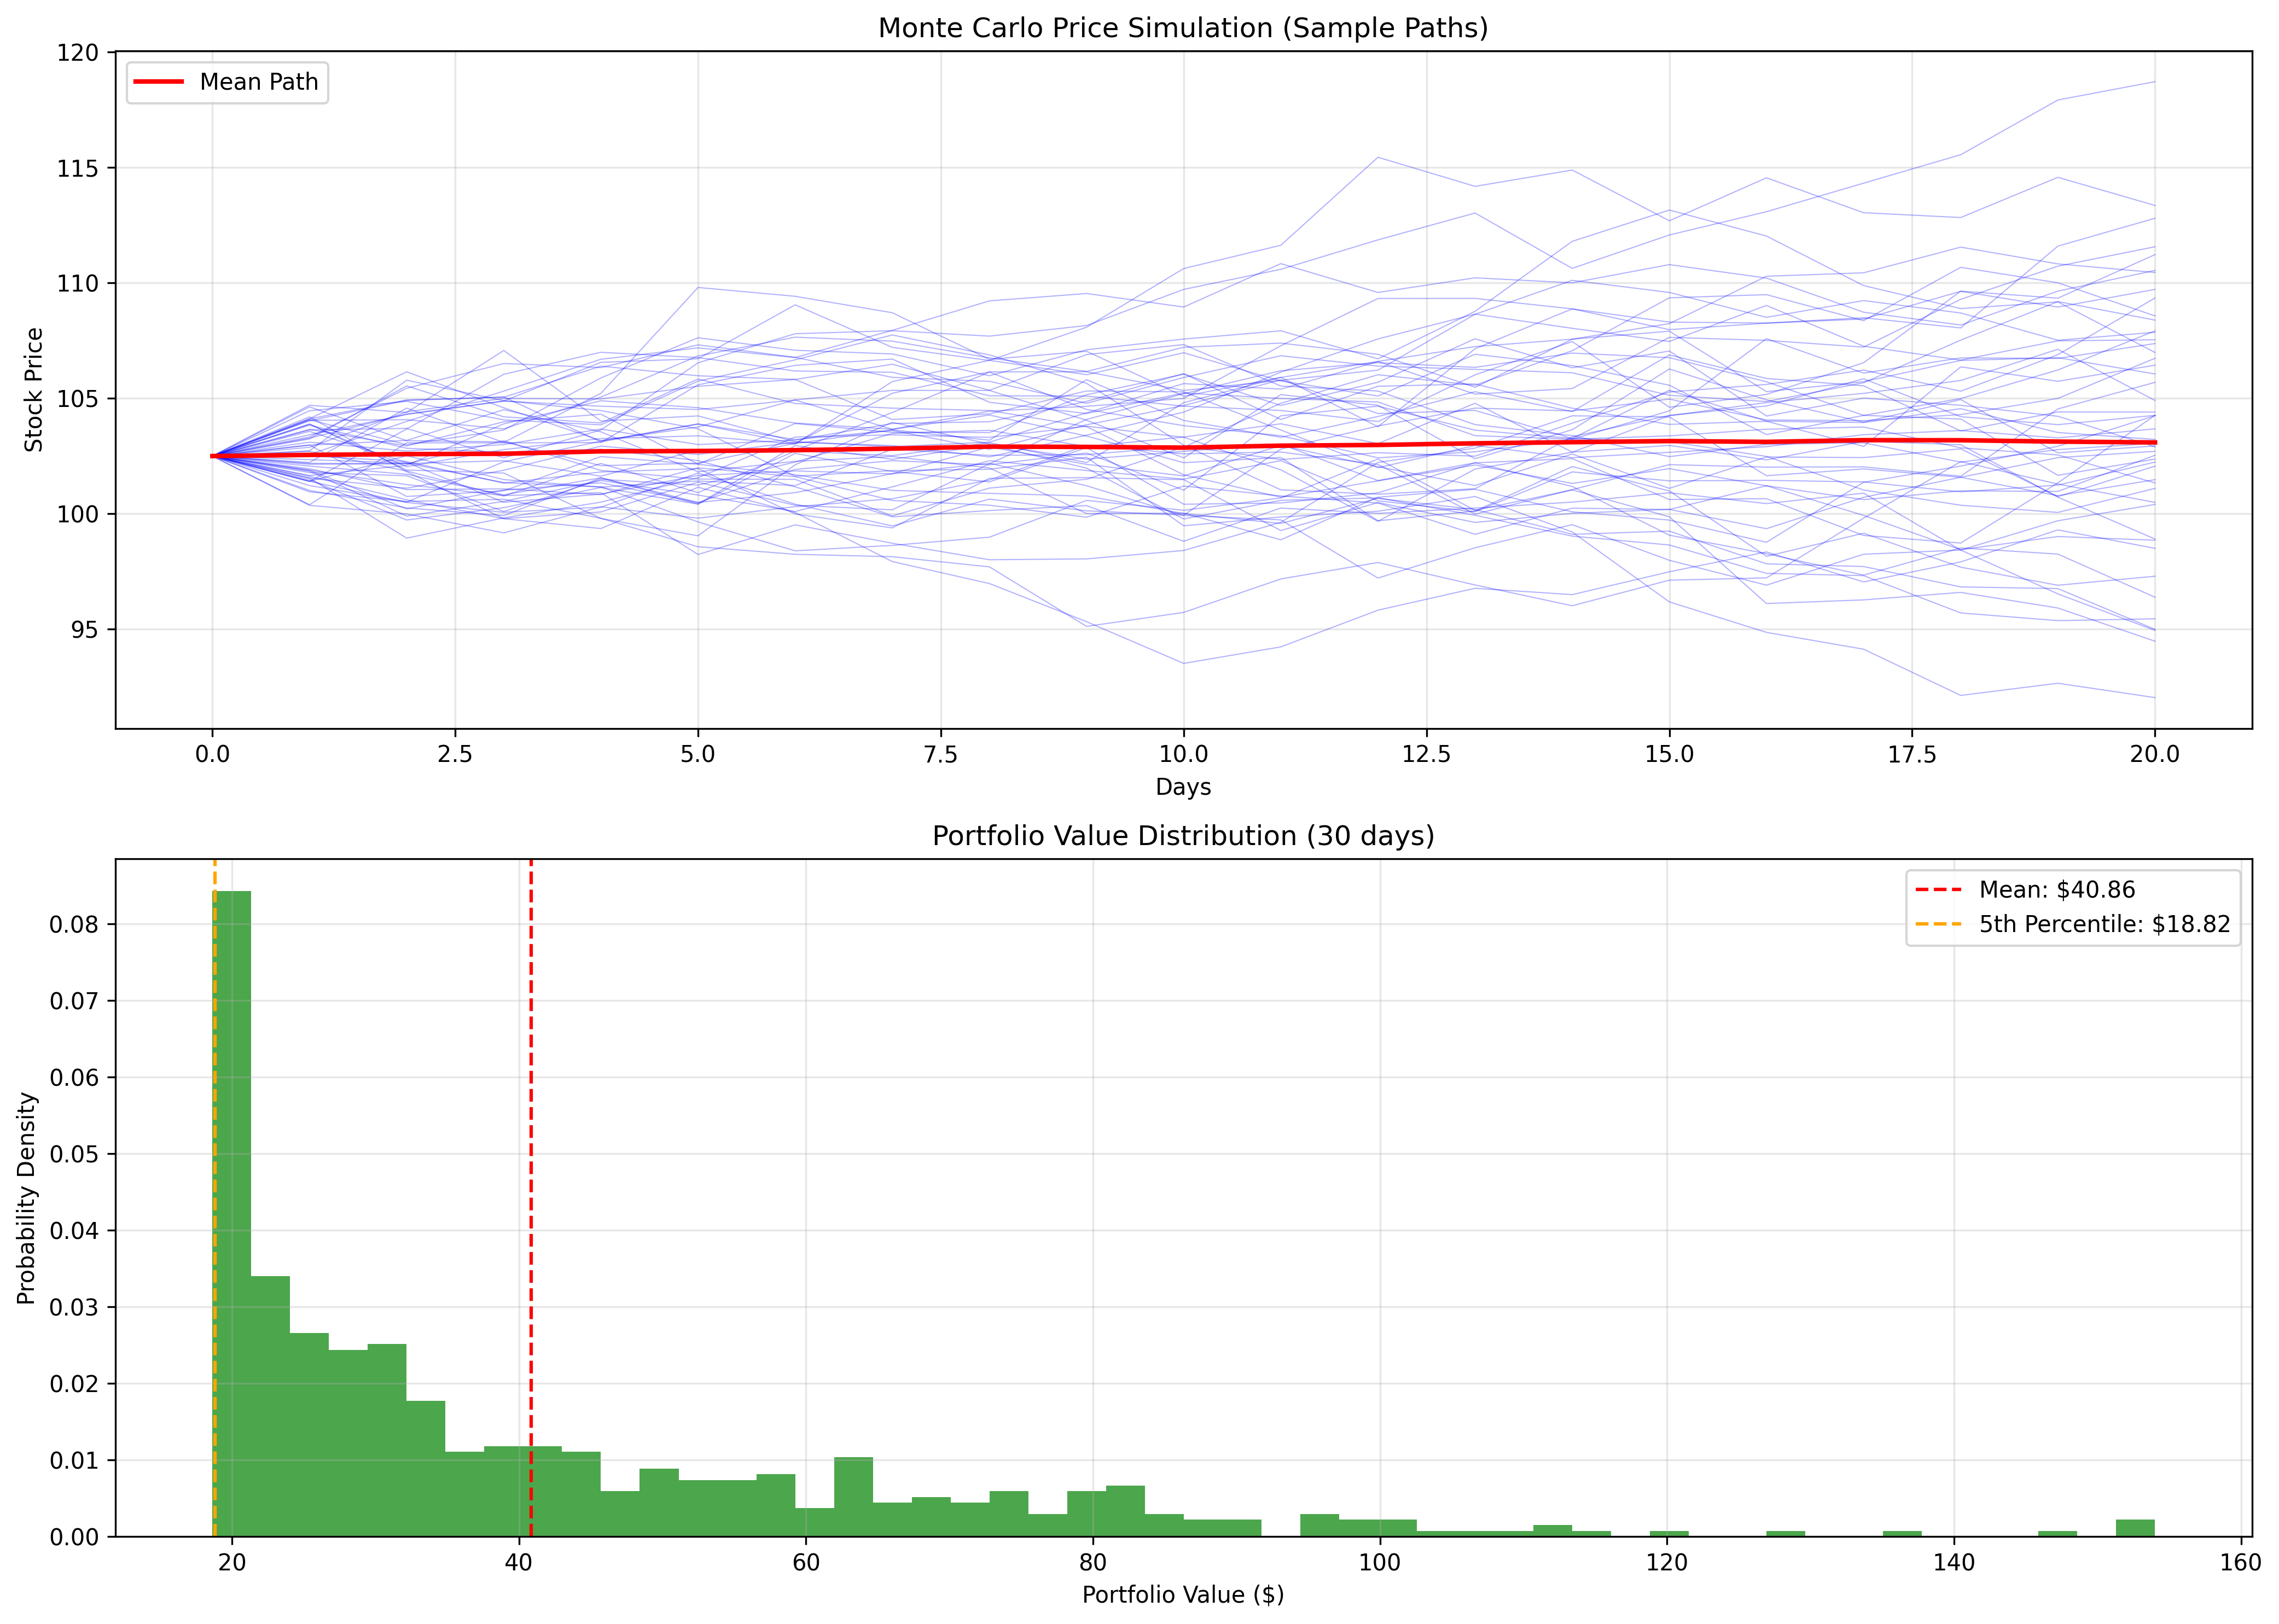 Monte Carlo Price Simulation (Sample Paths)
120
115
110
105
100
95
Stock Price
Mean Path
0.0 2.5 5.0 7.5 10.0 12.5 15.0 17.5 20.0
Days
Portfolio Value Distribution (30 days)
0.08
0.07
0.06
0.05
0.04
0.03
0.02
0.01
0.00
Probability Density
Mean: $40.86
5th Percentile: $18.82
20 40 60 80 100 120 140 160
Portfolio Value ($)